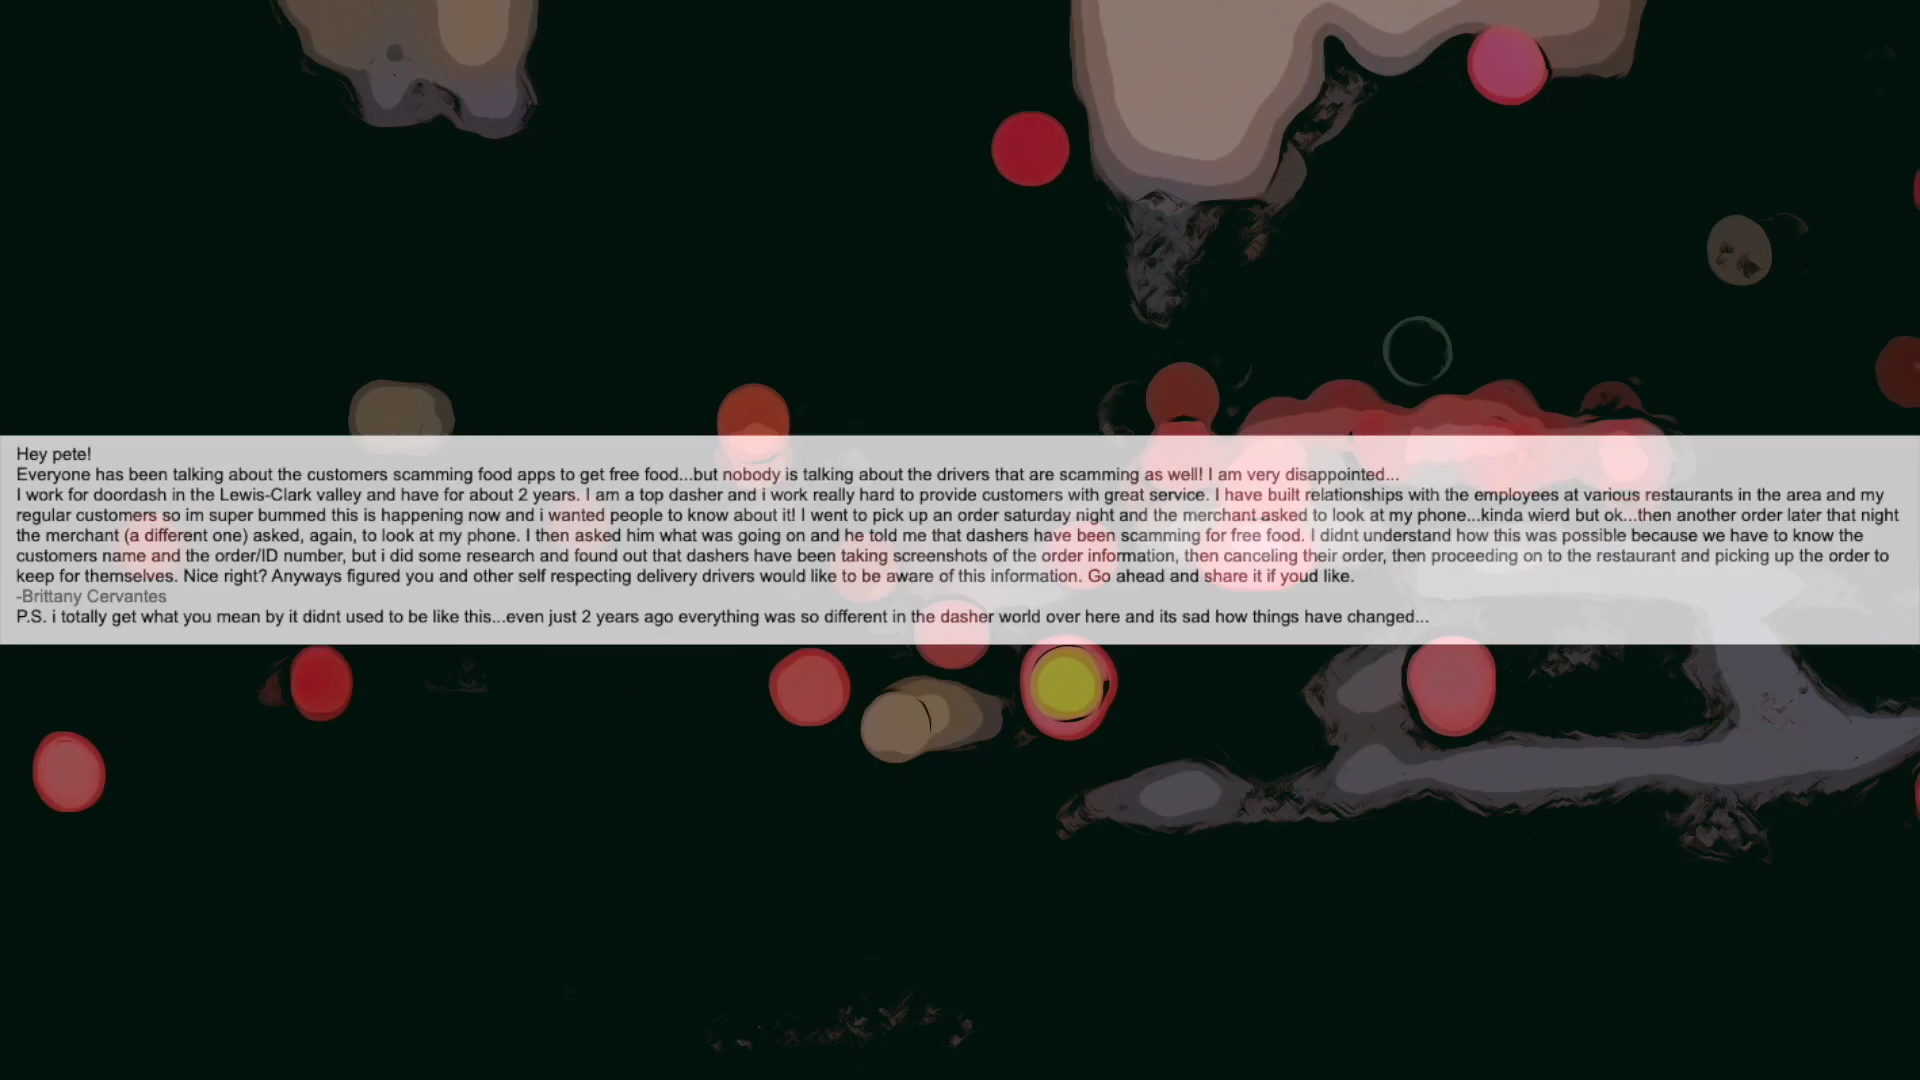 Hey pete!
Everyone has been talking about the customers scamming food apps to get free food...but nobody is talking about the drivers that are scamming as well! I am very disappointed...
I work for doordash in the Lewis-Clark valley and have for about 2 years. I am a top dasher and i work really hard to provide customers with great service. I have built relationships with the employees at various restaurants in the area and my
regular customers so im super bummed this is happening now and i wanted people to know about it! I went to pick up an order saturday night and the merchant asked to look at my phone...kinda wierd but ok...then another order later that night
the merchant (a different one) asked, again, to look at my phone. I then asked him what was going on and he told me that dashers have been scamming for free food. I didnt understand how this was possible because we have to know the
customers name and the order/ID number, but i did some research and found out that dashers have been taking screenshots of the order information, then canceling their order, then proceeding on to the restaurant and picking up the order to
keep for themselves. Nice right? Anyways figured you and other self respecting delivery drivers would like to be aware of this information. Go ahead and share it if youd like.
-Brittany Cervantes
P.S. i totally get what you mean by it didnt used to be like this...even just 2 years ago everything was so different in the dasher world over here and its sad how things have changed...